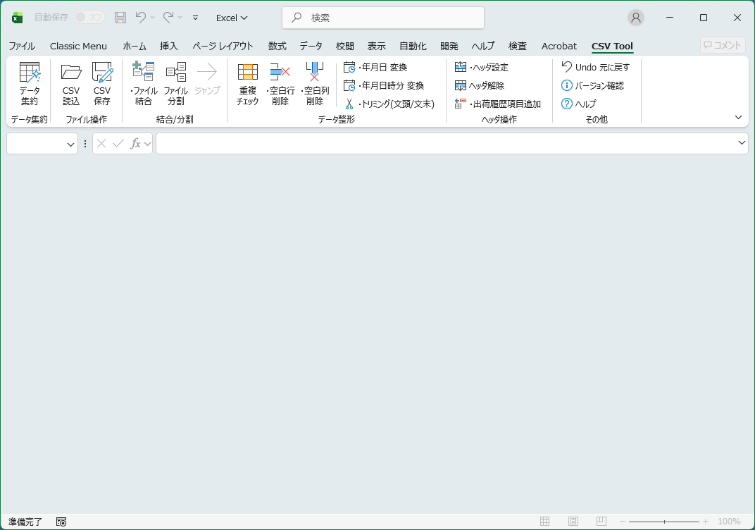 自動保存 オフ Excel 検索
ファイル Classic Menu ホーム 挿入 ページ レイアウト 数式 データ 校閲 表示 自動化 開発 ヘルプ 検査 Acrobat CSV Tool コメント
データ集約
CSV読込
CSV保存
・ファイル結合
ファイル分割
ジャンプ
重複チェック
・空白行削除
・空白列削除
・年月日 変換
・年月日時分 変換
・トリミング(文頭/文末)
・ヘッダ設定
ヘッダ解除
・出荷履歴項目追加
Undo 元に戻す
バージョン確認
ヘルプ
データ集約 ファイル操作 結合/分割 データ整形 ヘッダ操作 その他
fx
準備完了 100%